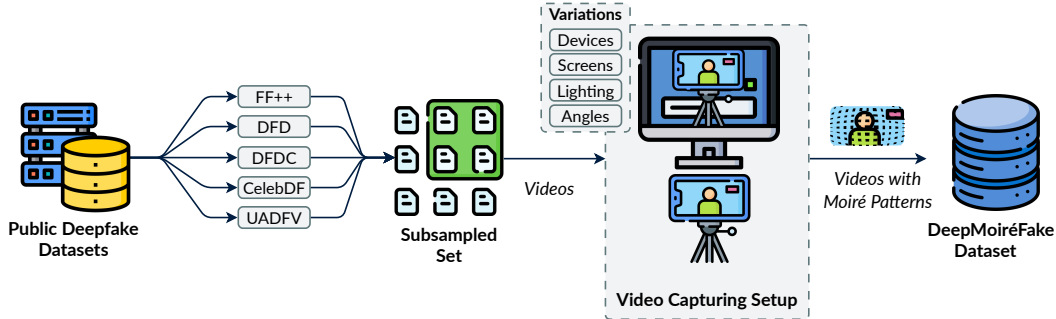 Public Deepfake
Datasets
FF++
DFD
DFDC
CelebDF
UADFV
Subsampled
Set
Videos
Variations
Devices
Screens
Lighting
Angles
Video Capturing Setup
Videos with
Moiré Patterns
DeepMoiréFake
Dataset